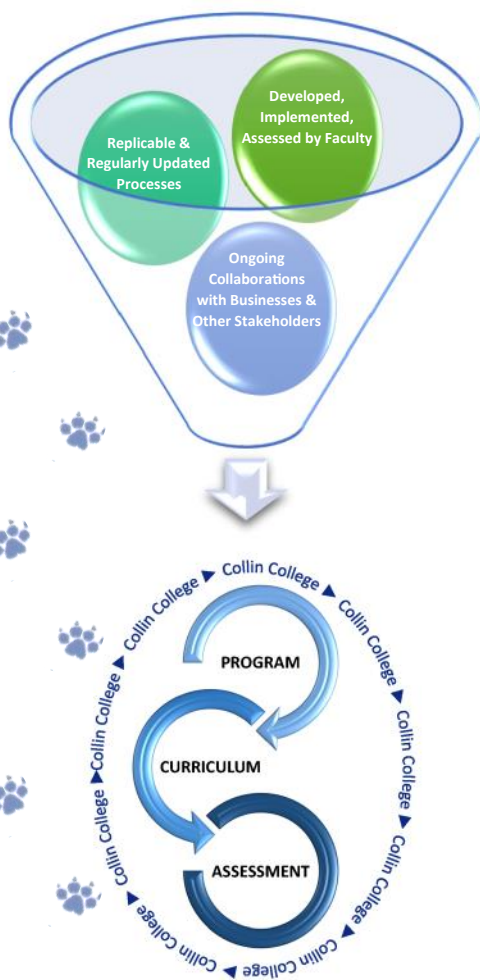 Developed,
Implemented,
Assessed by Faculty
Replicable &
Regularly Updated
Processes
Ongoing
Collaborations
with Businesses &
Other Stakeholders
Collin College
Collin College
Collin College
Collin College
Collin College
Collin College
Collin College
Collin College
Collin College
PROGRAM
CURRICULUM
ASSESSMENT